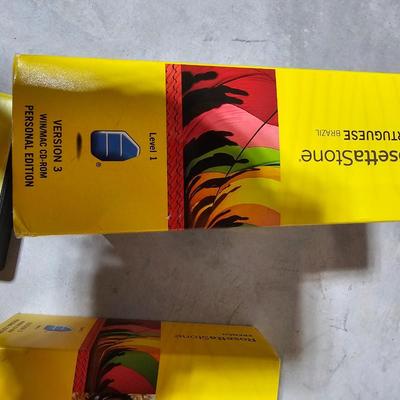 RosettaStone®
RTUGUESE BRAZIL
Level 1
®
VERSION 3
WIN/MAC CD-ROM
PERSONAL EDITION
RosettaStone